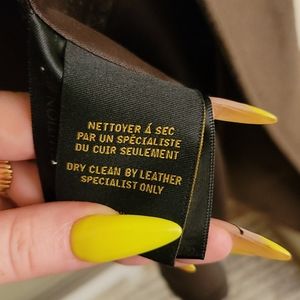 NETTOYER Á SEC
PAR UN SPÉCIALISTE
DU CUIR SEULEMENT
DRY CLEAN BY LEATHER
SPECIALIST ONLY